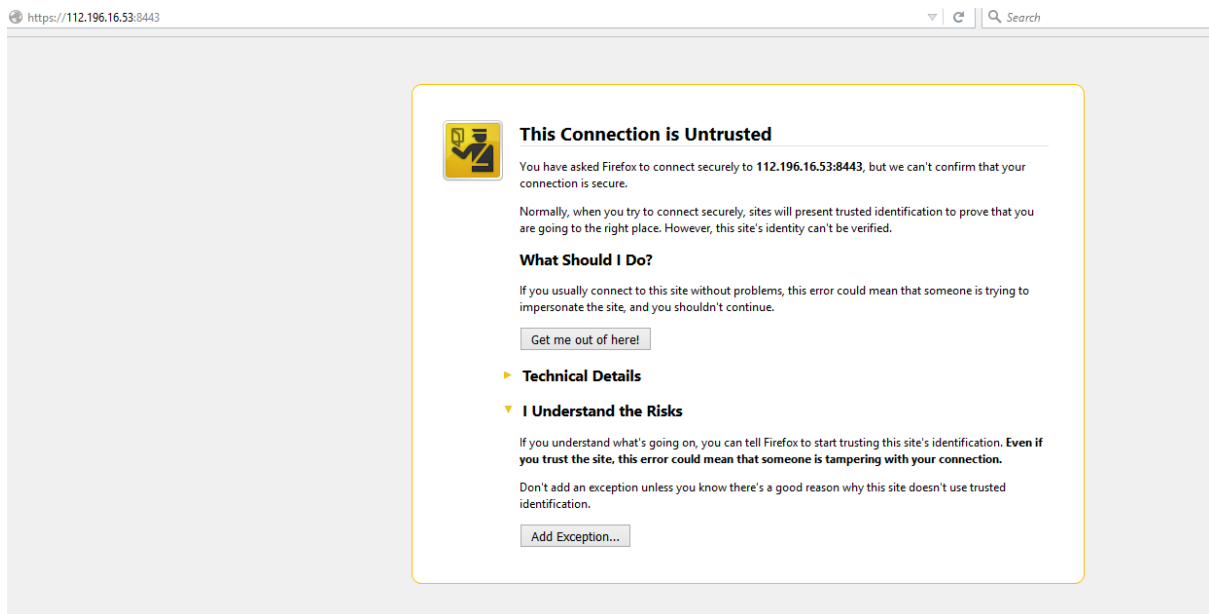 https://112.196.16.53:8443
Search
This Connection is Untrusted
You have asked Firefox to connect securely to 112.196.16.53:8443, but we can't confirm that your
connection is secure.
Normally, when you try to connect securely, sites will present trusted identification to prove that you
are going to the right place. However, this site's identity can't be verified.
What Should I Do?
If you usually connect to this site without problems, this error could mean that someone is trying to
impersonate the site, and you shouldn't continue.
Get me out of here!
Technical Details
I Understand the Risks
If you understand what's going on, you can tell Firefox to start trusting this site's identification. Even if
you trust the site, this error could mean that someone is tampering with your connection.
Don't add an exception unless you know there's a good reason why this site doesn't use trusted
identification.
Add Exception...